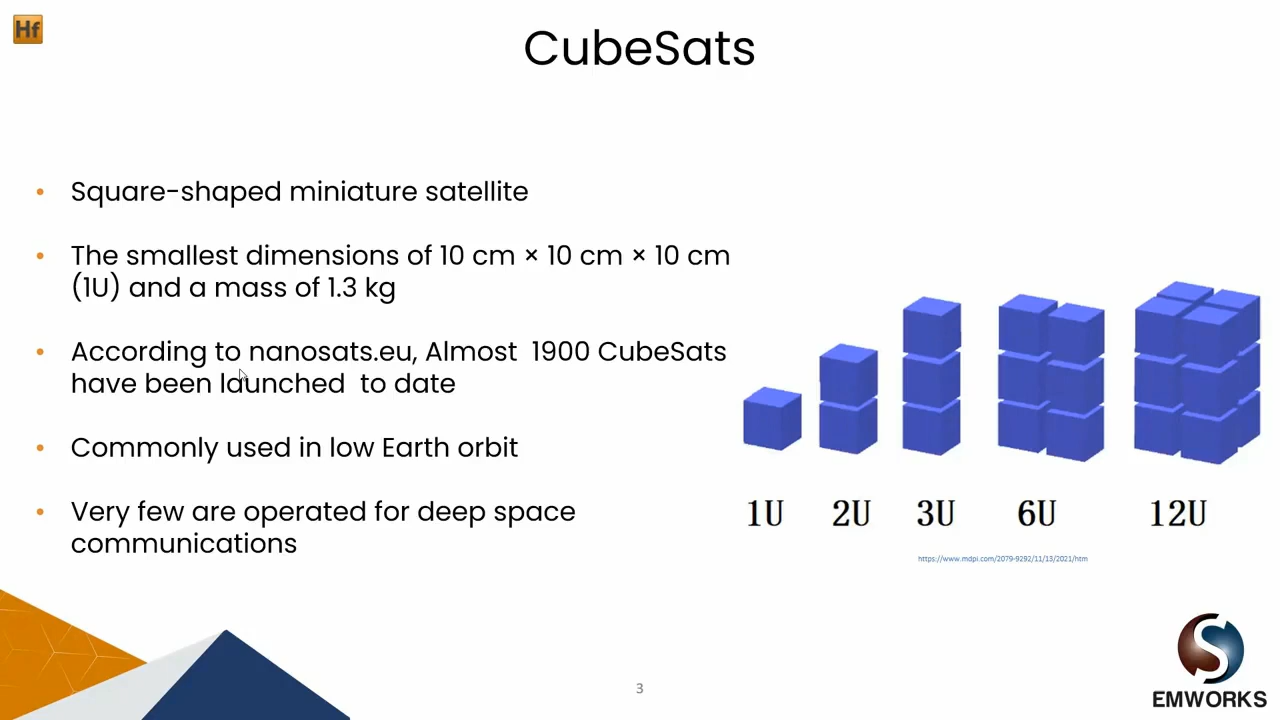 Hf
CubeSats
• Square-shaped miniature satellite
• The smallest dimensions of 10 cm × 10 cm × 10 cm
(1U) and a mass of 1.3 kg
• According to nanosats.eu, Almost  1900 CubeSats
have been launched  to date
• Commonly used in low Earth orbit
• Very few are operated for deep space
communications
1U 2U 3U 6U 12U
https://www.mdpi.com/2079-9292/11/13/2021/htm
3
EMWORKS